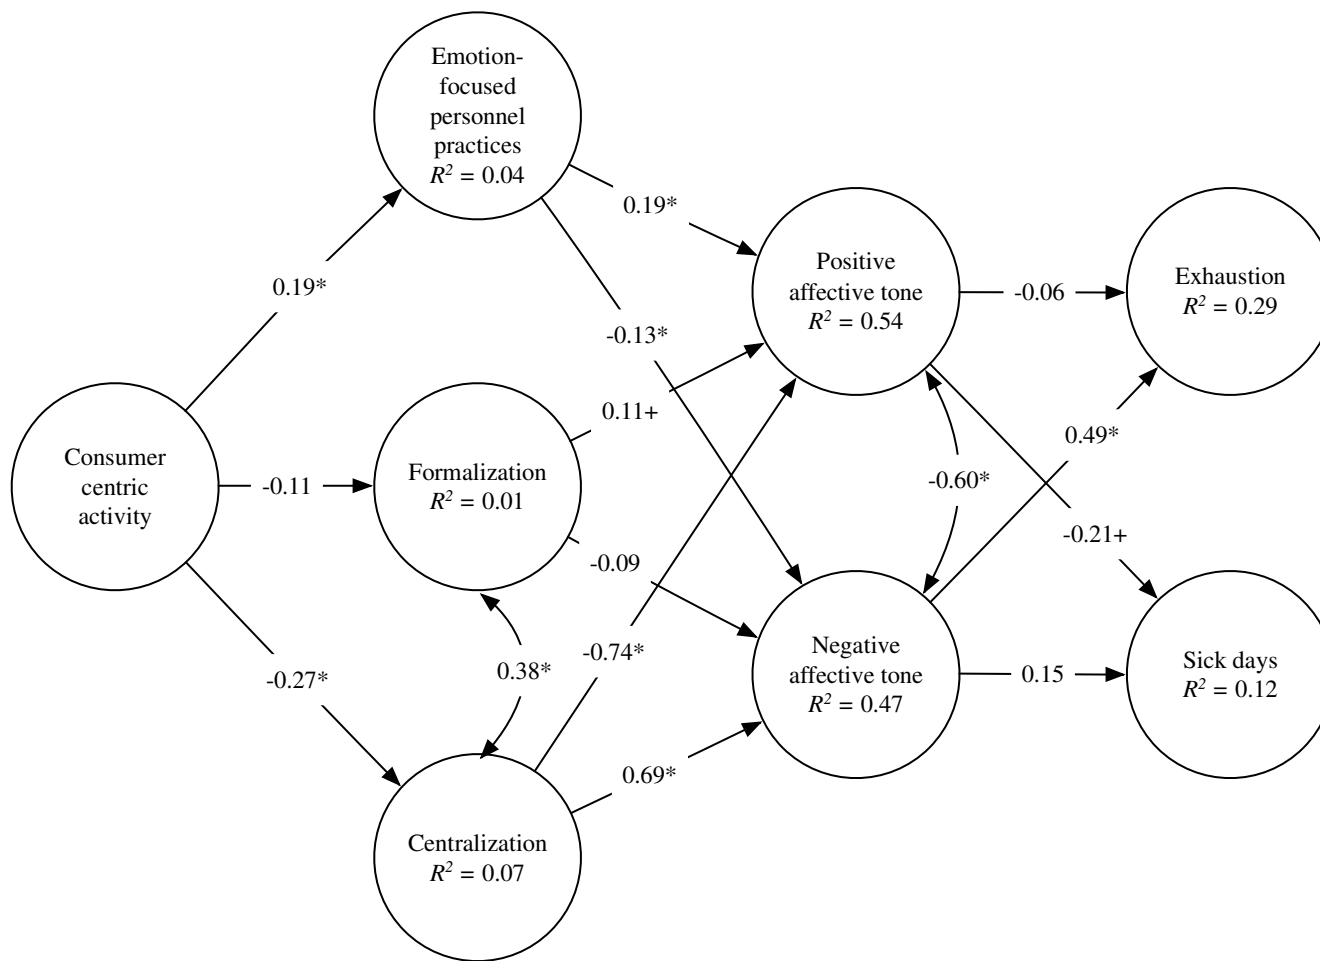 Emotion-
focused
personnel
practices
R² = 0.04
0.19*
0.19*
-0.13*
Positive
affective tone
R² = 0.54
-0.06
Exhaustion
R² = 0.29
Consumer
centric
activity
-0.11
Formalization
R² = 0.01
0.11+
-0.09
-0.60*
0.49*
-0.21+
-0.27*
0.38*
-0.74*
0.69*
Negative
affective tone
R² = 0.47
0.15
Sick days
R² = 0.12
Centralization
R² = 0.07